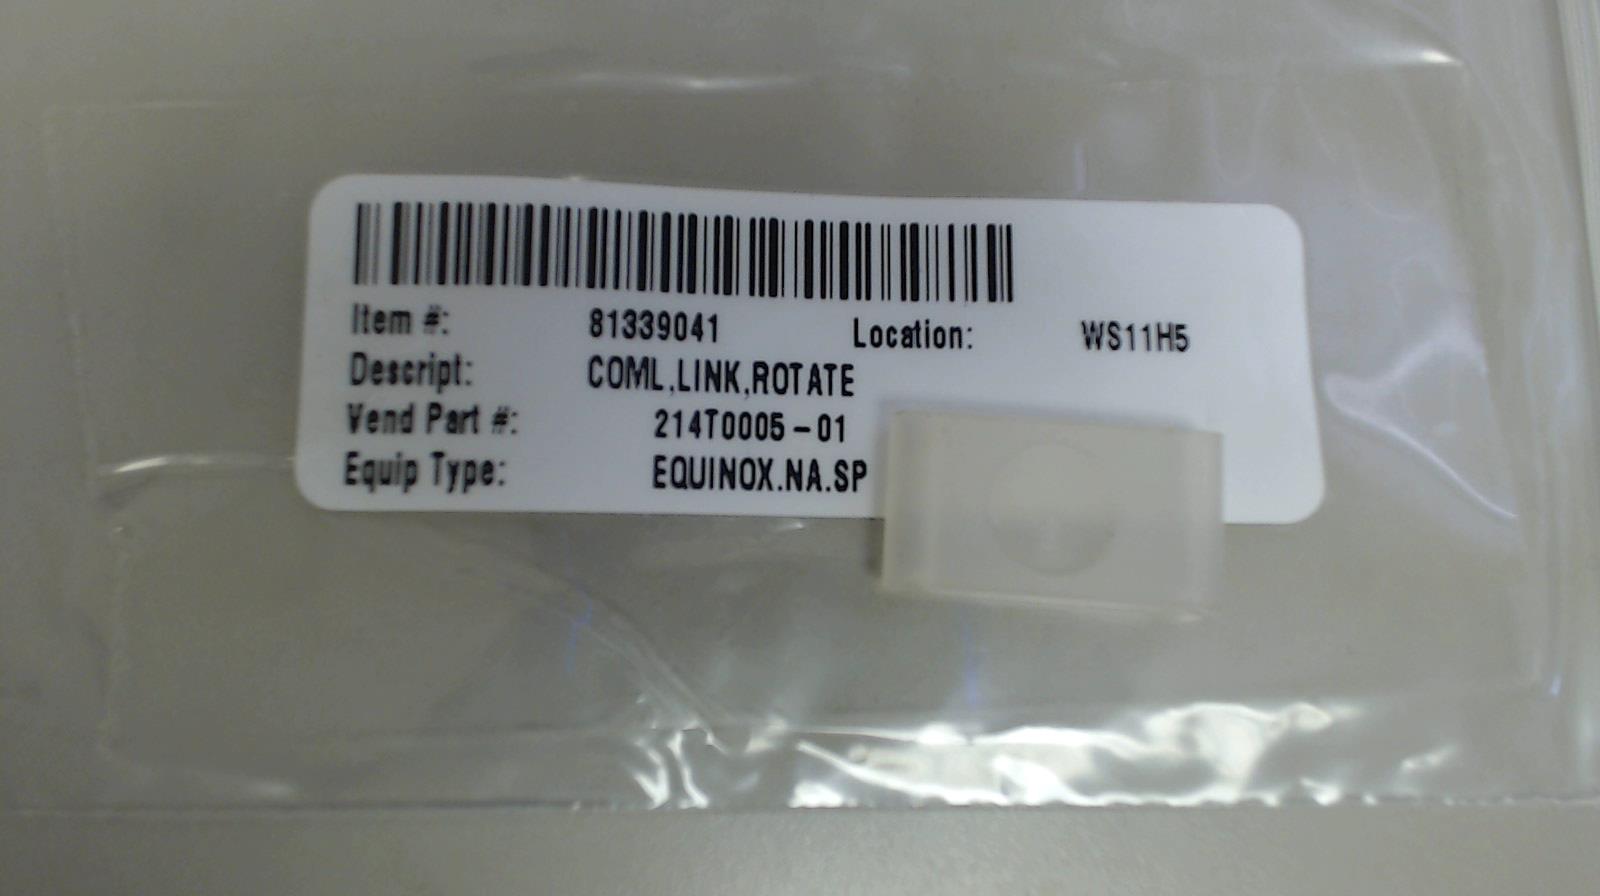 Item #: 81339041 Location: WS11H5
Descript: COML,LINK,ROTATE
Vend Part #: 214T0005-01
Equip Type: EQUINOX.NA.SP